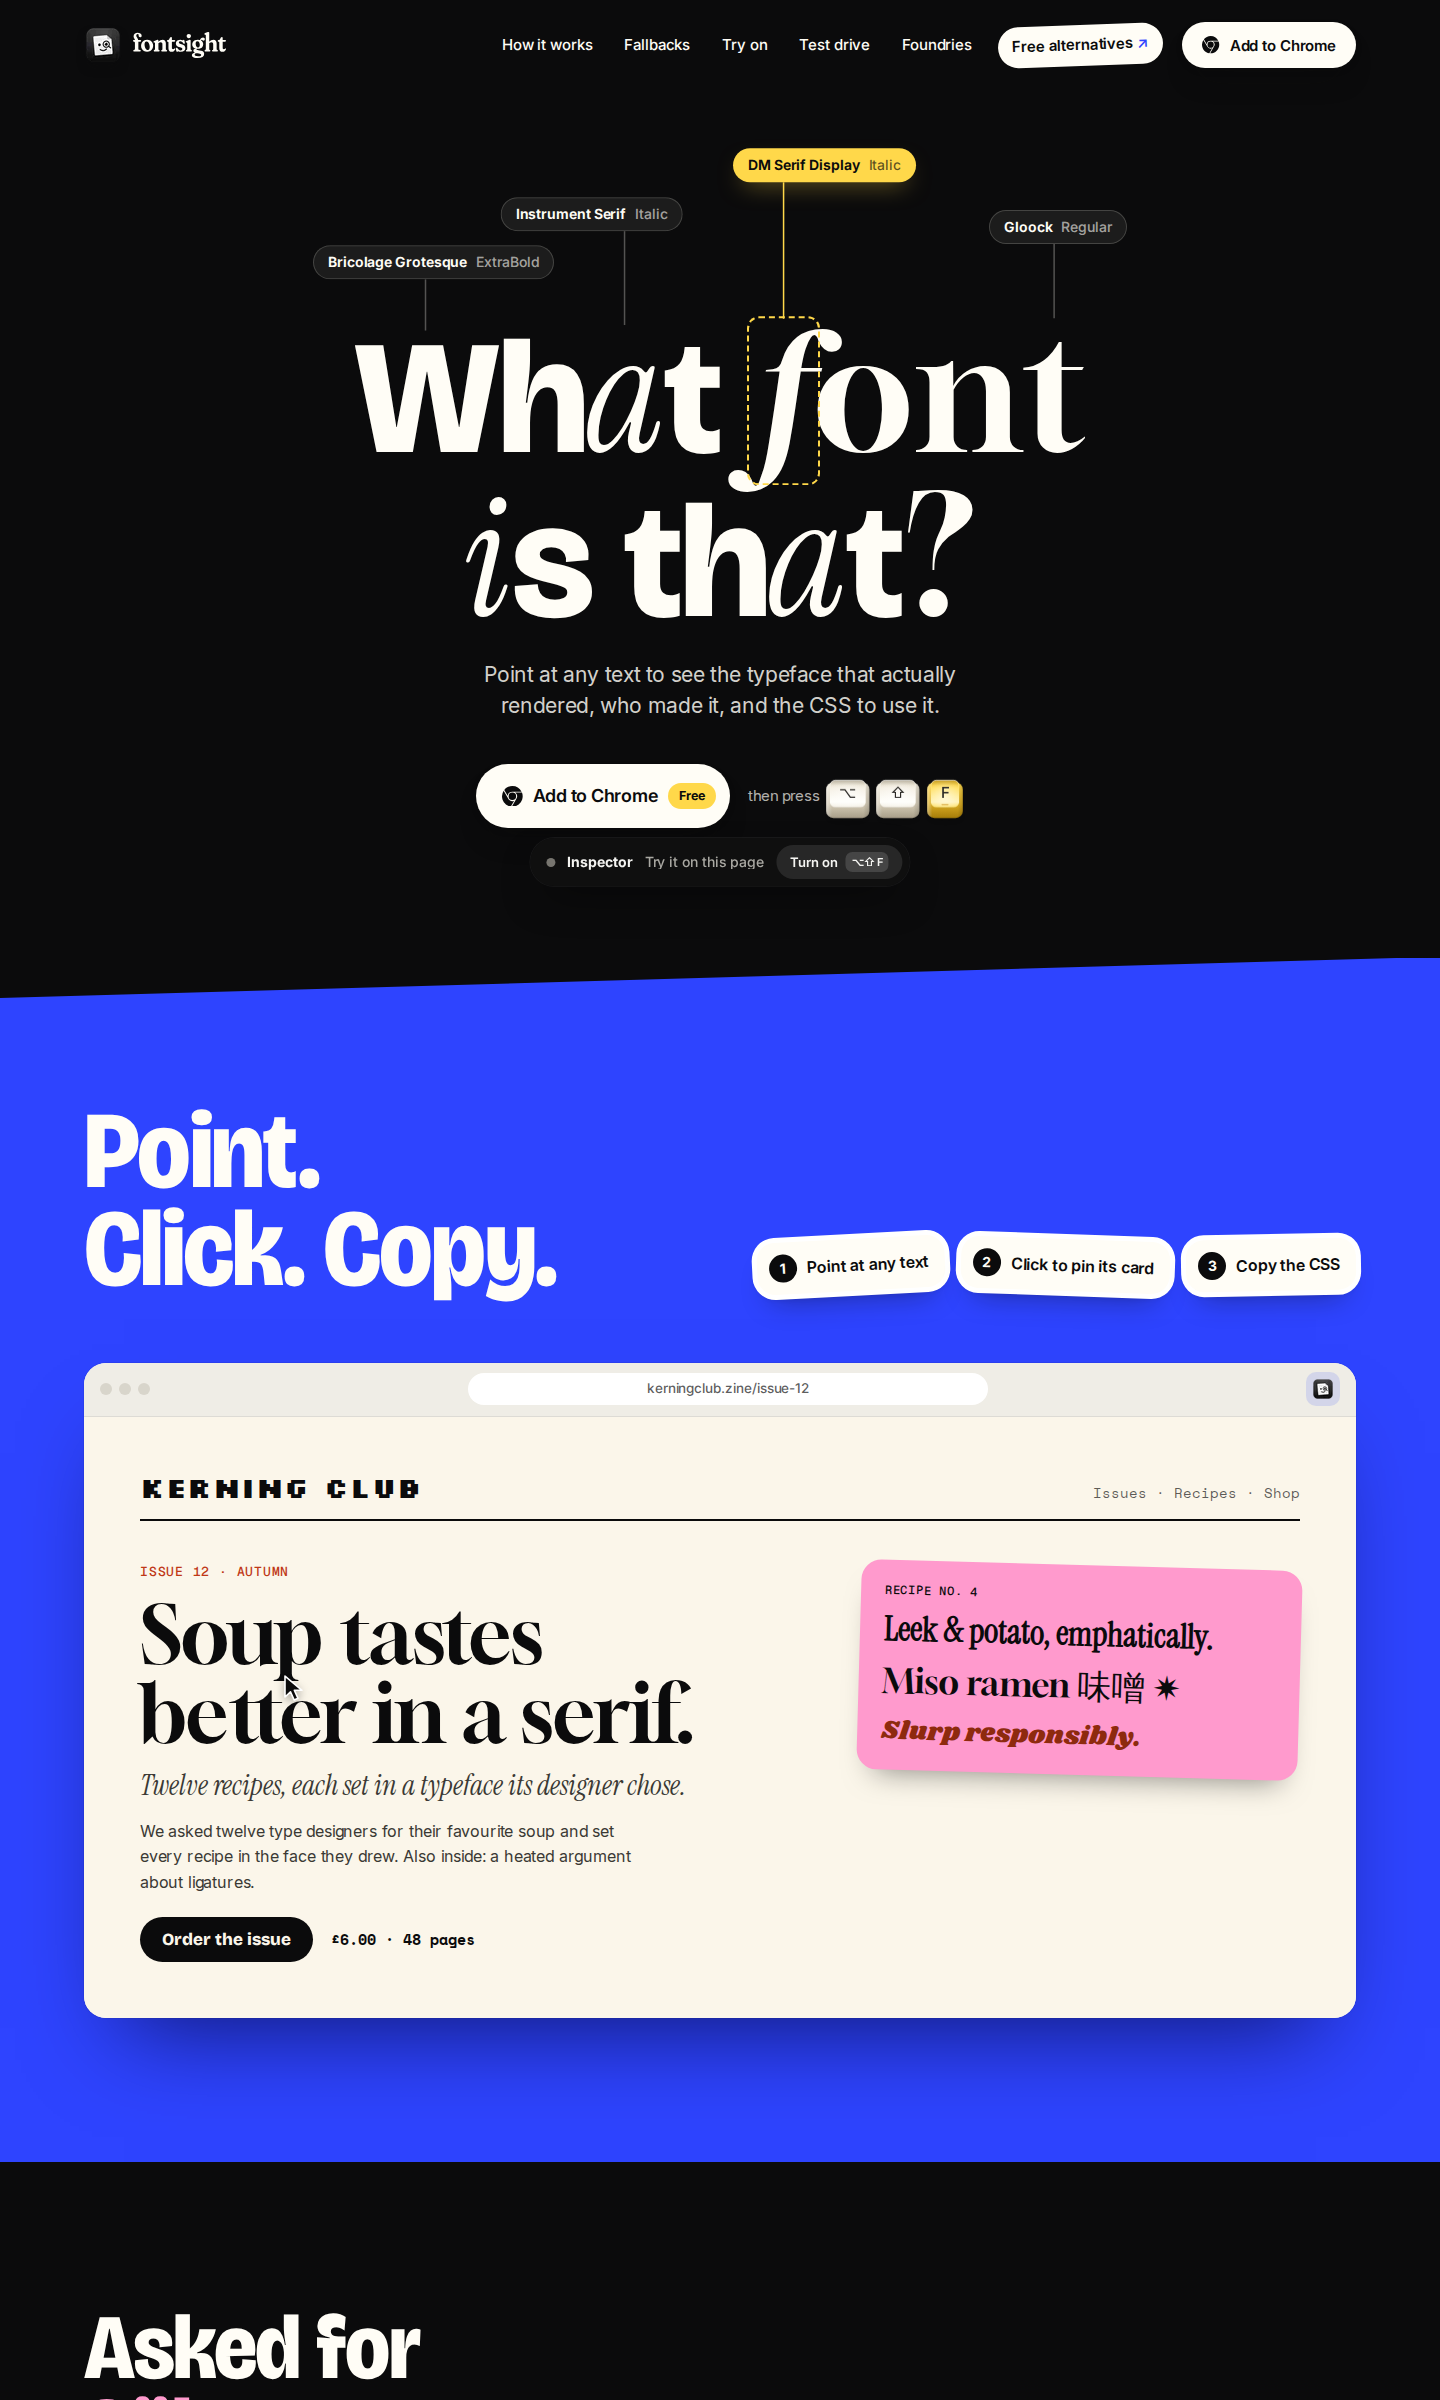 fontsight
How it works
Fallbacks
Try on
Test drive
Foundries
Free alternatives ↗
Add to Chrome
DM Serif Display Italic
Instrument Serif Italic
Gloock Regular
Bricolage Grotesque ExtraBold
What font
is that?
Point at any text to see the typeface that actually
rendered, who made it, and the CSS to use it.
Add to Chrome Free
then press ⌥ ⇧ F
Inspector Try it on this page Turn on ⌥⇧F
Point.
Click. Copy.
1 Point at any text
2 Click to pin its card
3 Copy the CSS
kerningclub.zine/issue-12
KERNING CLUB
Issues · Recipes · Shop
ISSUE 12 · AUTUMN
Soup tastes
better in a serif.
Twelve recipes, each set in a typeface its designer chose.
We asked twelve type designers for their favourite soup and set
every recipe in the face they drew. Also inside: a heated argument
about ligatures.
Order the issue
£6.00 · 48 pages
RECIPE NO. 4
Leek & potato, emphatically.
Miso ramen 味噌 ✷
Slurp responsibly.
Asked for